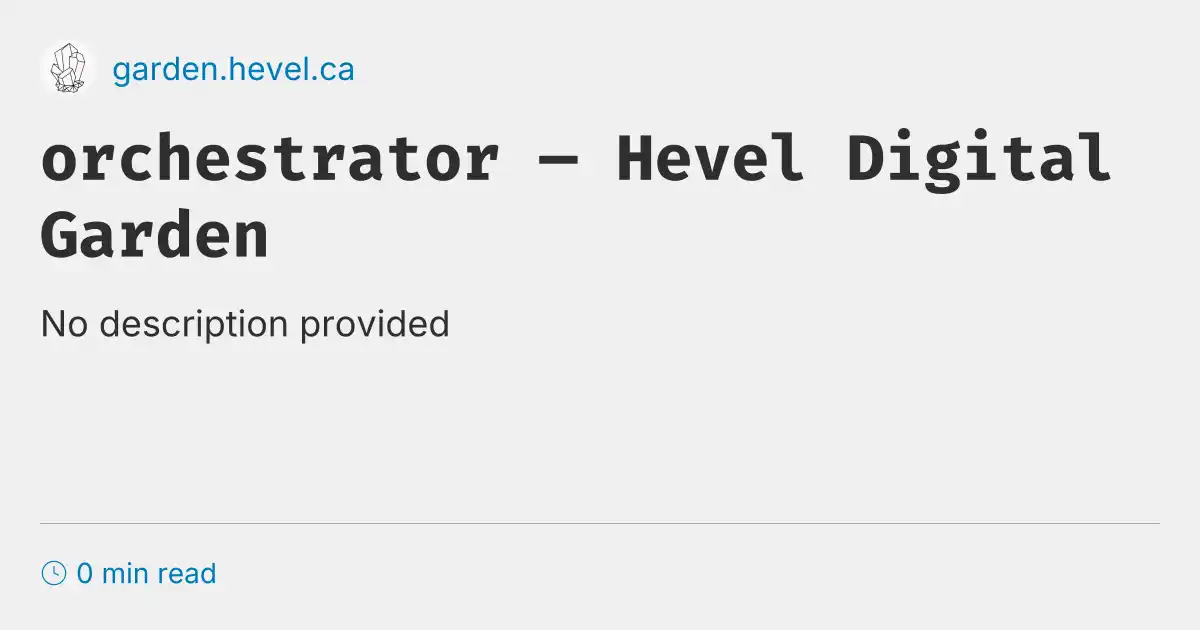 garden.hevel.ca
orchestrator — Hevel Digital
Garden
No description provided
0 min read